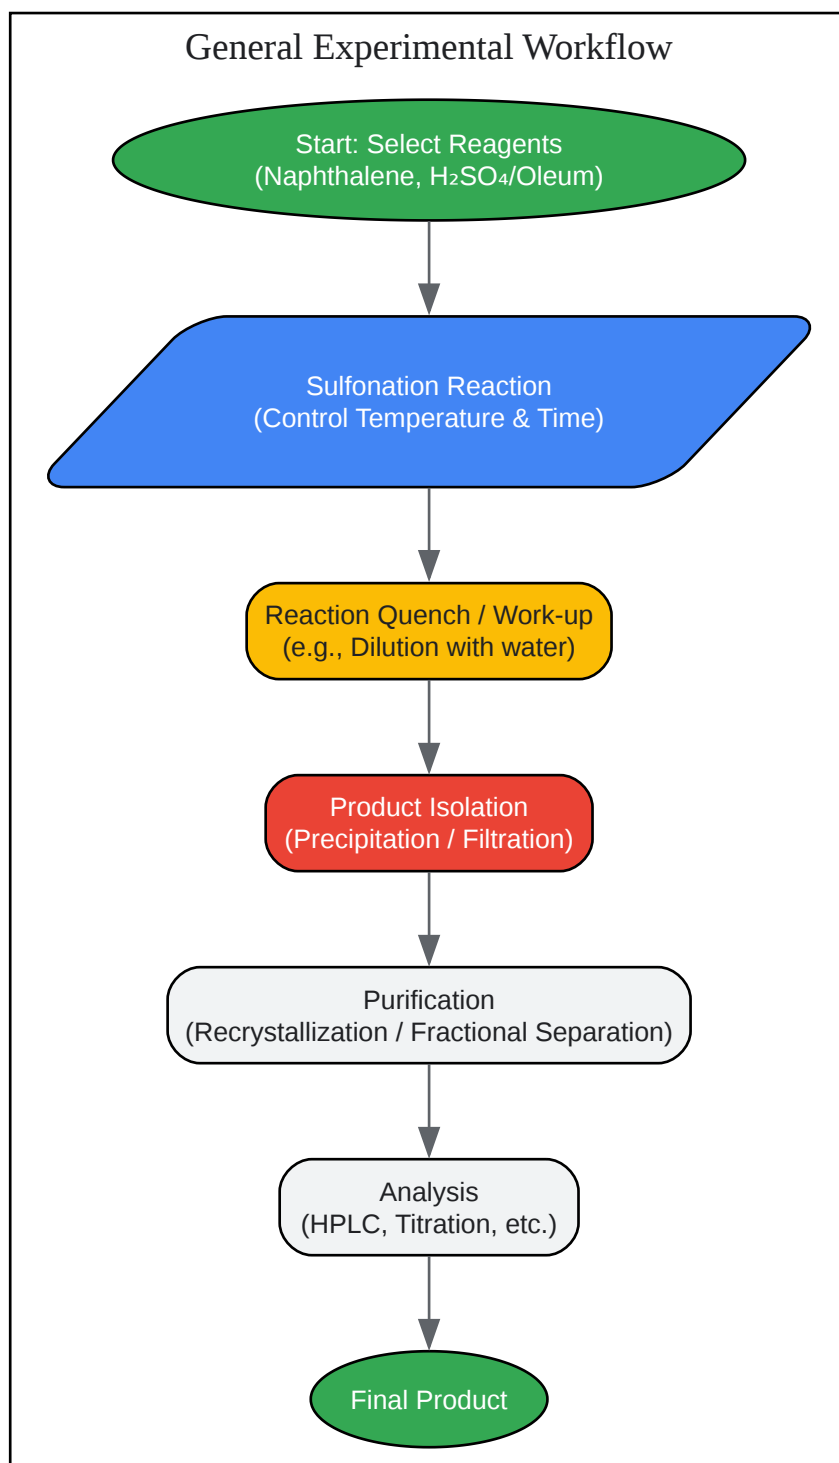 General Experimental Workflow
Start: Select Reagents
(Naphthalene, H₂SO₄/Oleum)
Sulfonation Reaction
(Control Temperature & Time)
Reaction Quench / Work-up
(e.g., Dilution with water)
Product Isolation
(Precipitation / Filtration)
Purification
(Recrystallization / Fractional Separation)
Analysis
(HPLC, Titration, etc.)
Final Product